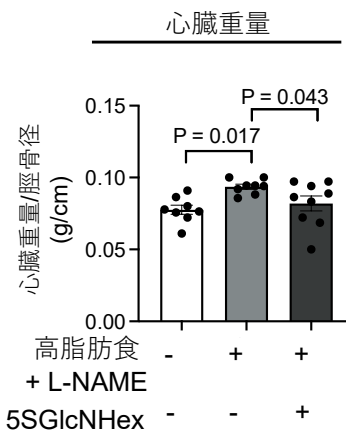 心臓重量
P = 0.043
P = 0.017
心臓重量/脛骨径
(g/cm)
0.15
0.10
0.05
0.00
高脂肪食 - + +
+ L-NAME
5SGlcNHex - - +